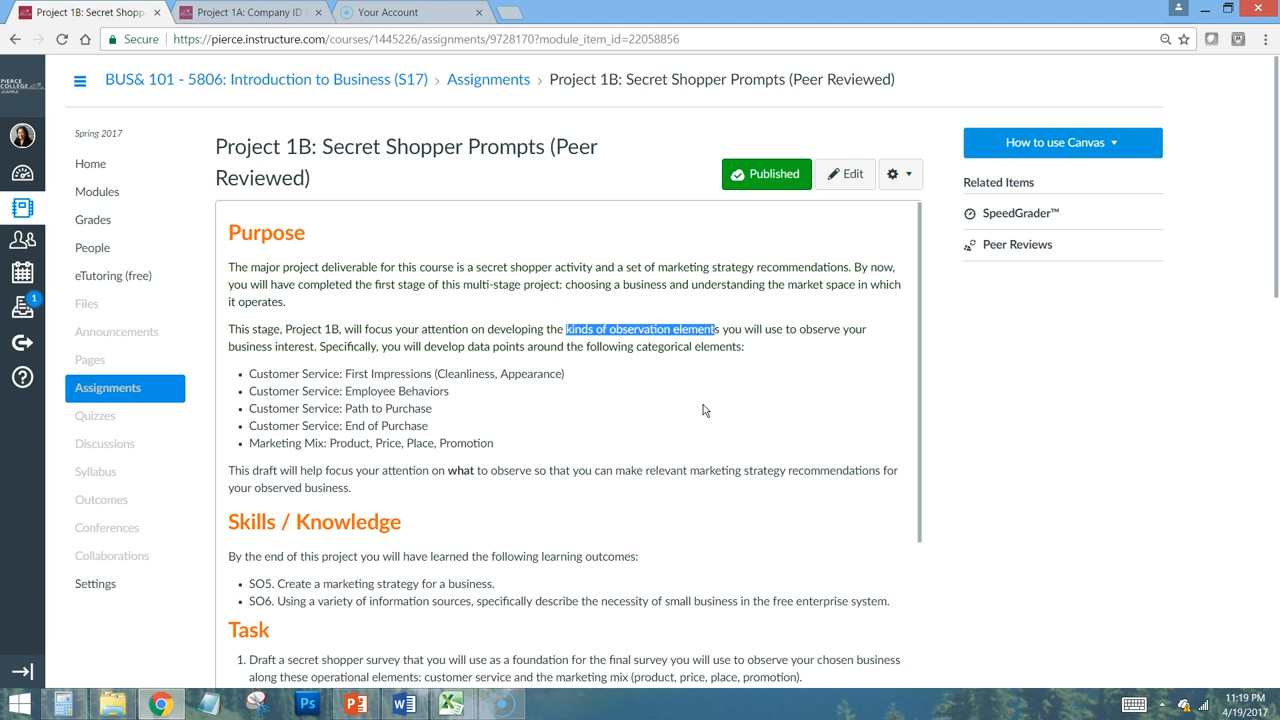 Project 1B: Secret Shopp
Project 1A: Company ID
Your Account
Secure
https://pierce.instructure.com/courses/1445226/assignments/9728170?module_item_id=22058856
PIERCE
COLLEGE
BUS& 101 - 5806: Introduction to Business (S17) › Assignments › Project 1B: Secret Shopper Prompts (Peer Reviewed)
Spring 2017
Home
Modules
Grades
People
eTutoring (free)
Files
Announcements
Pages
Assignments
Quizzes
Discussions
Syllabus
Outcomes
Conferences
Collaborations
Settings
1
Project 1B: Secret Shopper Prompts (Peer
Reviewed)
Published
Edit
Purpose
The major project deliverable for this course is a secret shopper activity and a set of marketing strategy recommendations. By now,
you will have completed the first stage of this multi-stage project: choosing a business and understanding the market space in which
it operates.
This stage, Project 1B, will focus your attention on developing the kinds of observation elements you will use to observe your
business interest. Specifically, you will develop data points around the following categorical elements:
• Customer Service: First Impressions (Cleanliness, Appearance)
• Customer Service: Employee Behaviors
• Customer Service: Path to Purchase
• Customer Service: End of Purchase
• Marketing Mix: Product, Price, Place, Promotion
This draft will help focus your attention on what to observe so that you can make relevant marketing strategy recommendations for
your observed business.
Skills / Knowledge
By the end of this project you will have learned the following learning outcomes:
• SO5. Create a marketing strategy for a business.
• SO6. Using a variety of information sources, specifically describe the necessity of small business in the free enterprise system.
Task
1. Draft a secret shopper survey that you will use as a foundation for the final survey you will use to observe your chosen business
along these operational elements: customer service and the marketing mix (product, price, place, promotion).
How to use Canvas
Related Items
SpeedGrader™
Peer Reviews
Ps
11:19 PM
4/19/2017